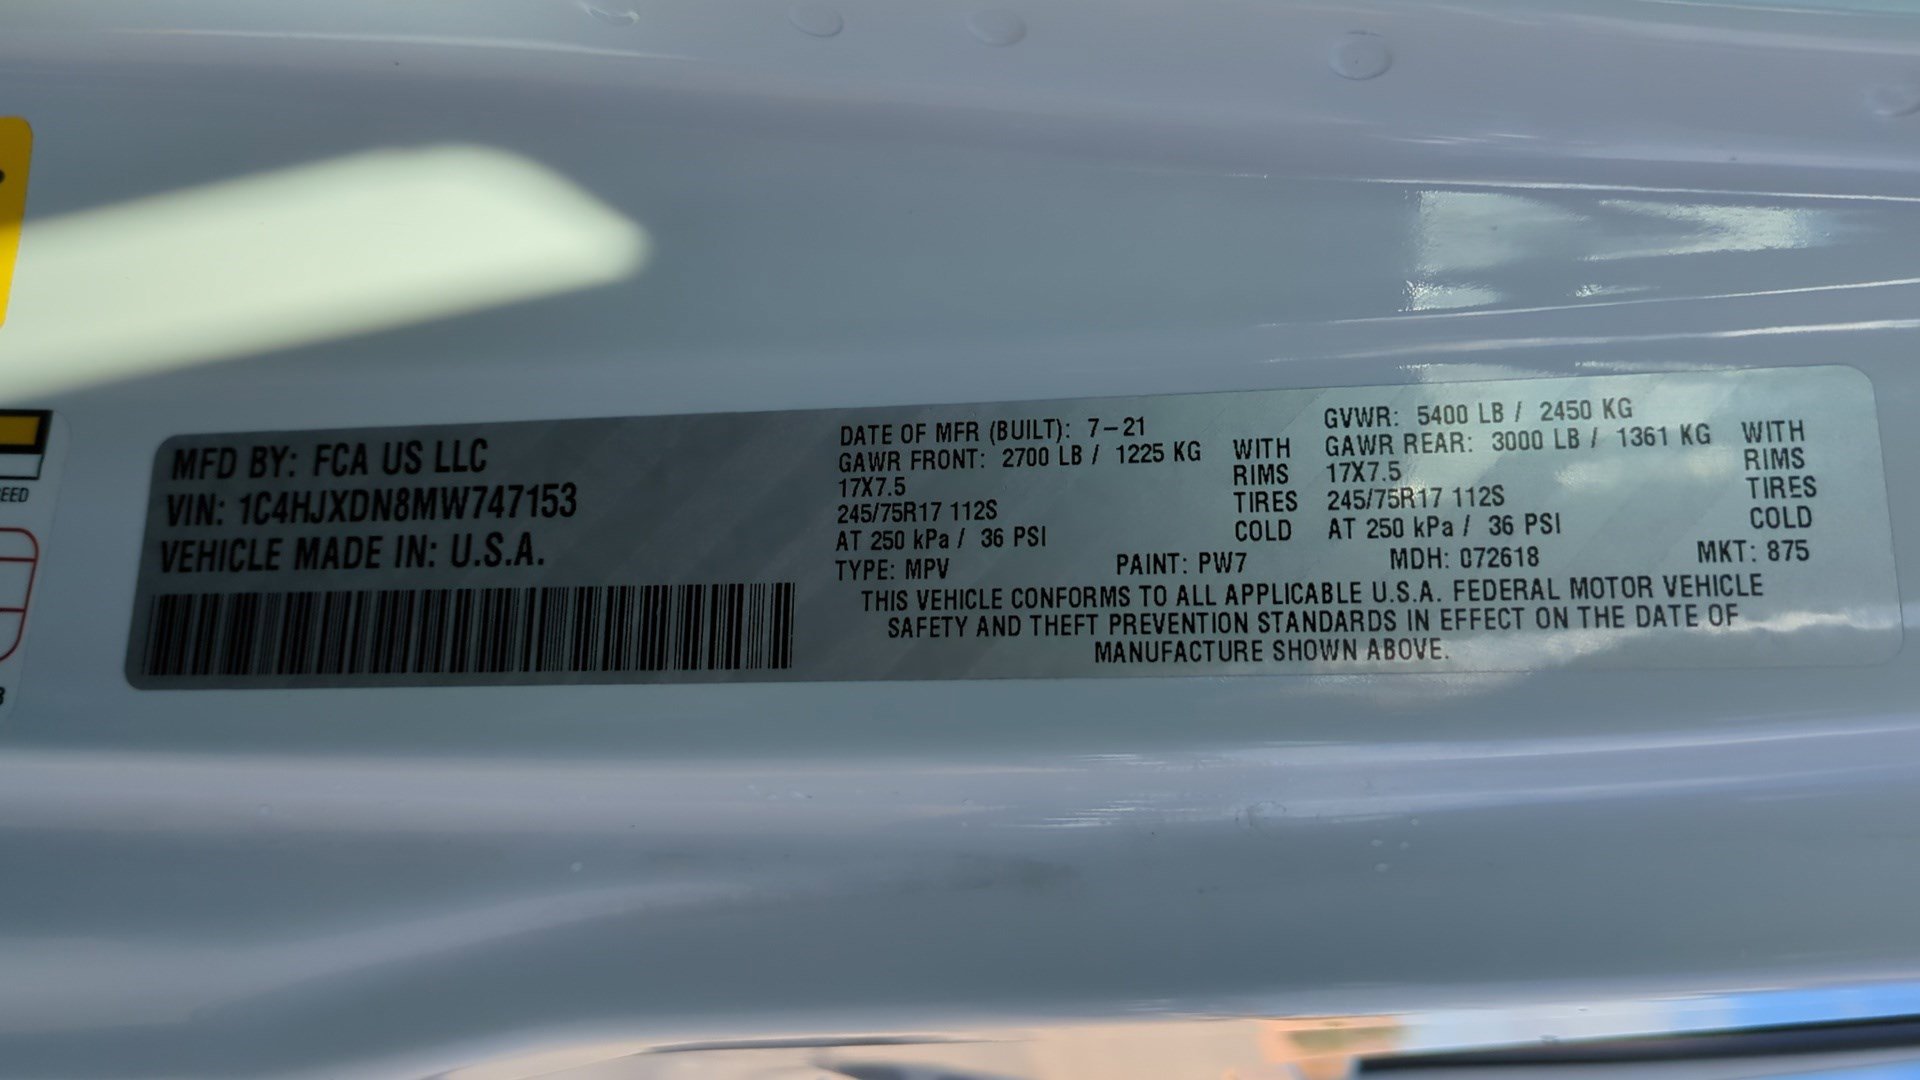 EED
MFD BY: FCA US LLC
VIN: 1C4HJXDN8MW747153
VEHICLE MADE IN: U.S.A.
DATE OF MFR (BUILT): 7-21 GVWR: 5400 LB / 2450 KG
GAWR FRONT: 2700 LB / 1225 KG WITH GAWR REAR: 3000 LB / 1361 KG WITH
17X7.5 RIMS 17X7.5 RIMS
245/75R17 112S TIRES 245/75R17 112S TIRES
AT 250 kPa / 36 PSI COLD AT 250 kPa / 36 PSI COLD
TYPE: MPV PAINT: PW7 MDH: 072618 MKT: 875
THIS VEHICLE CONFORMS TO ALL APPLICABLE U.S.A. FEDERAL MOTOR VEHICLE
SAFETY AND THEFT PREVENTION STANDARDS IN EFFECT ON THE DATE OF
MANUFACTURE SHOWN ABOVE.